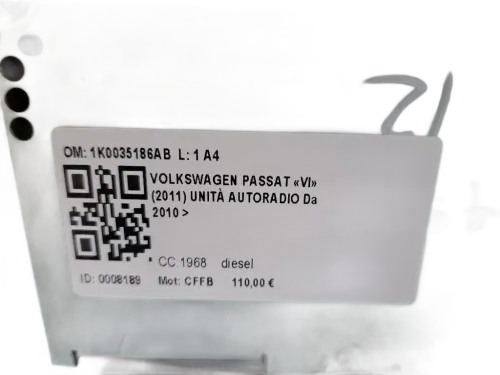 OM: 1K0035186AB L: 1 A4
VOLKSWAGEN PASSAT «VI»
(2011) UNITÀ AUTORADIO Da
2010 >
CC:1968 diesel
ID: 0008189 Mot: CFFB 110,00 €
21